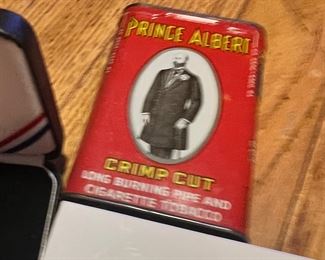 PRINCE ALBERT
CRIMP CUT
LONG BURNING PIPE AND
CIGARETTE TOBACCO